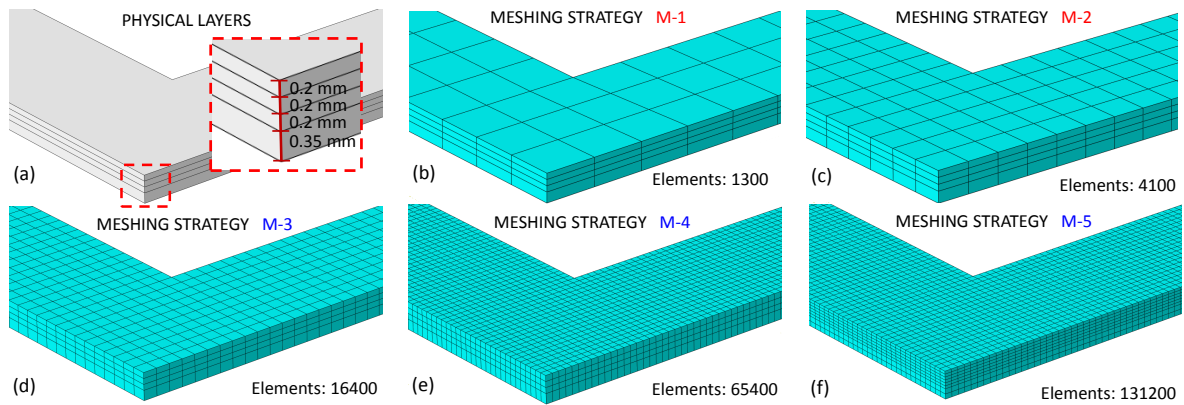 PHYSICAL LAYERS
0.2 mm
0.2 mm
0.2 mm
0.35 mm
(a)
MESHING STRATEGY M-1
(b)
Elements: 1300
MESHING STRATEGY M-2
(c)
Elements: 4100
MESHING STRATEGY M-3
(d)
Elements: 16400
MESHING STRATEGY M-4
(e)
Elements: 65400
MESHING STRATEGY M-5
(f)
Elements: 131200